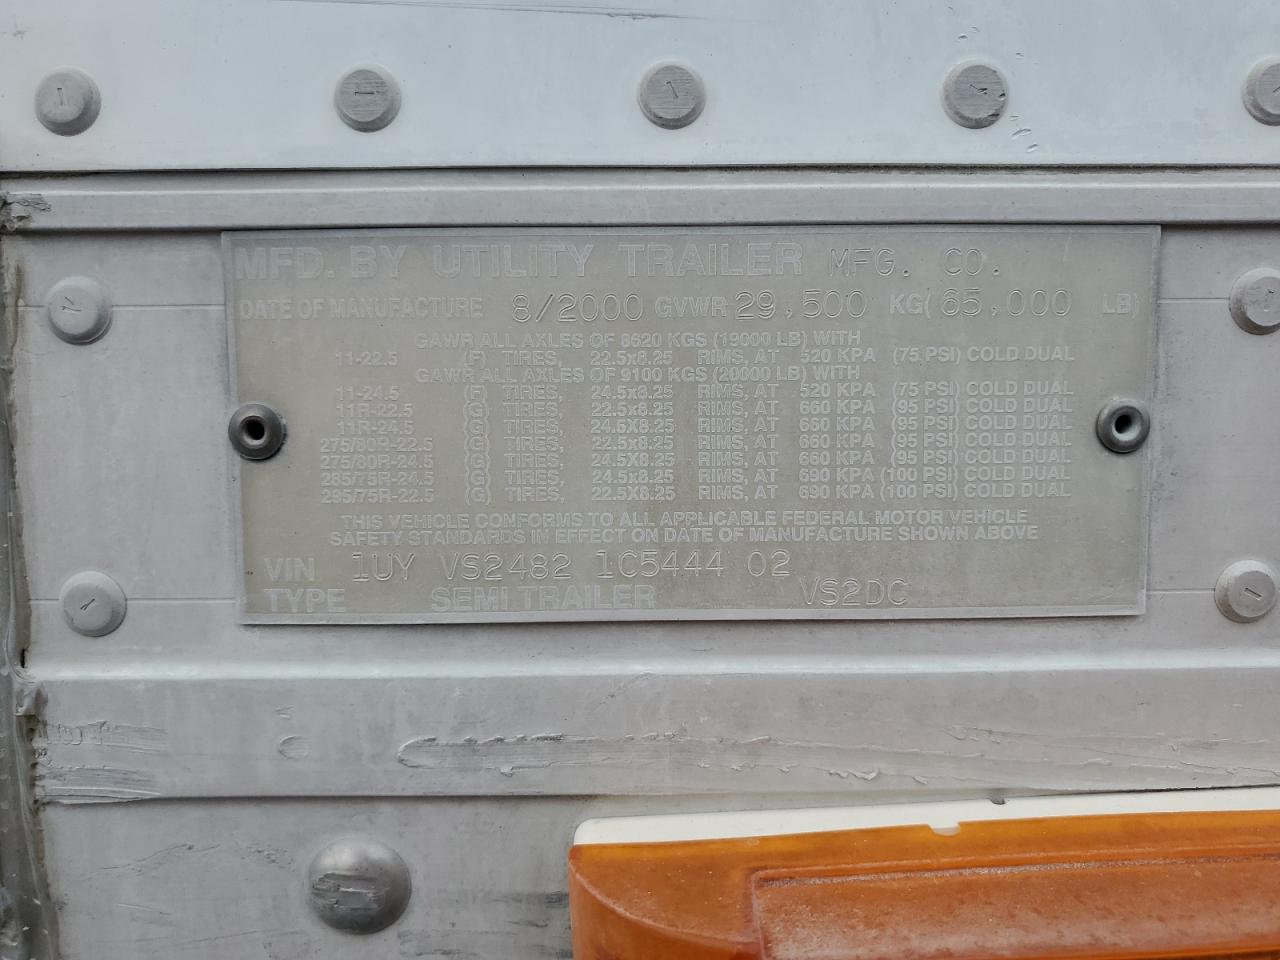 MFD. BY UTILITY TRAILER MFG. CO.
DATE OF MANUFACTURE 8/2000 GVWR 29,500 KG( 65,000 LB)
GAWR ALL AXLES OF 8620 KGS (19000 LB) WITH
11-22.5 (F) TIRES, 22.5x8.25 RIMS, AT 520 KPA (75 PSI) COLD DUAL
GAWR ALL AXLES OF 9100 KGS (20000 LB) WITH
11-24.5 (F) TIRES, 24.5x8.25 RIMS, AT 520 KPA (75 PSI) COLD DUAL
11R-22.5 (G) TIRES, 22.5x8.25 RIMS, AT 660 KPA (95 PSI) COLD DUAL
11R-24.5 (G) TIRES, 24.5X8.25 RIMS, AT 660 KPA (95 PSI) COLD DUAL
275/80R-22.5 (G) TIRES, 22.5x8.25 RIMS, AT 660 KPA (95 PSI) COLD DUAL
275/80R-24.5 (G) TIRES, 24.5X8.25 RIMS, AT 660 KPA (95 PSI) COLD DUAL
285/75R-24.5 (G) TIRES, 24.5X8.25 RIMS, AT 690 KPA (100 PSI) COLD DUAL
295/75R-22.5 (G) TIRES, 22.5X8.25 RIMS, AT 690 KPA (100 PSI) COLD DUAL
THIS VEHICLE CONFORMS TO ALL APPLICABLE FEDERAL MOTOR VEHICLE
SAFETY STANDARDS IN EFFECT ON DATE OF MANUFACTURE SHOWN ABOVE
VIN 1UY VS2482 1C5444 02
TYPE SEMI TRAILER VS2DC